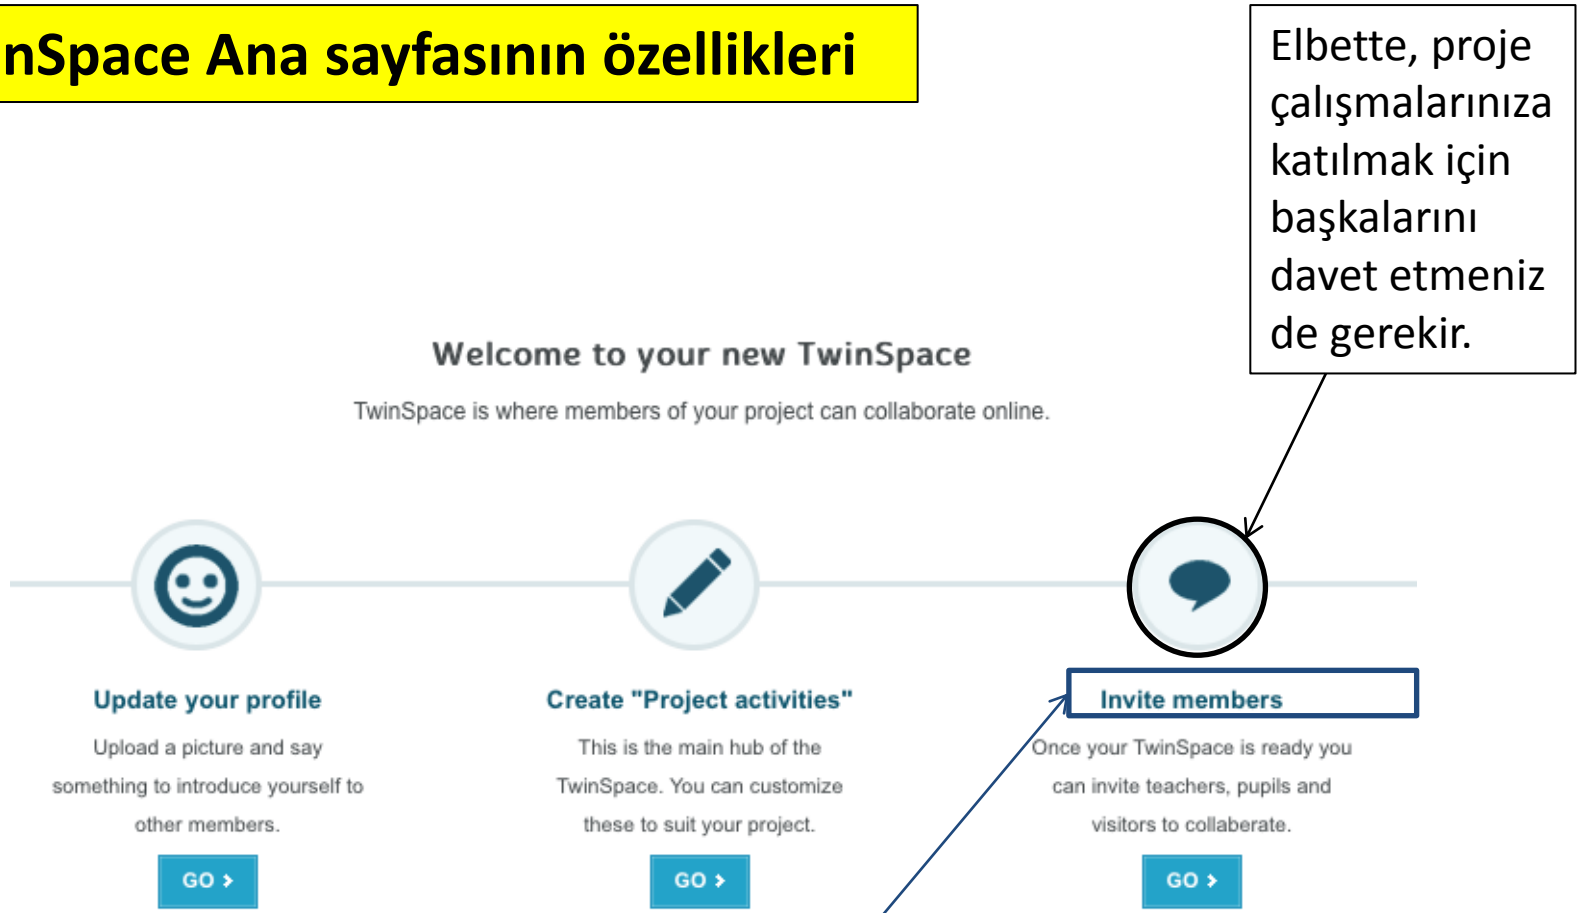 nSpace Ana sayfasının özellikleri
Elbette, proje
çalışmalarınıza
katılmak için
başkalarını
davet etmeniz
de gerekir.
Welcome to your new TwinSpace
TwinSpace is where members of your project can collaborate online.
Update your profile
Upload a picture and say
something to introduce yourself to
other members.
GO >
Create "Project activities"
This is the main hub of the
TwinSpace. You can customize
these to suit your project.
GO >
Invite members
Once your TwinSpace is ready you
can invite teachers, pupils and
visitors to collaberate.
GO >